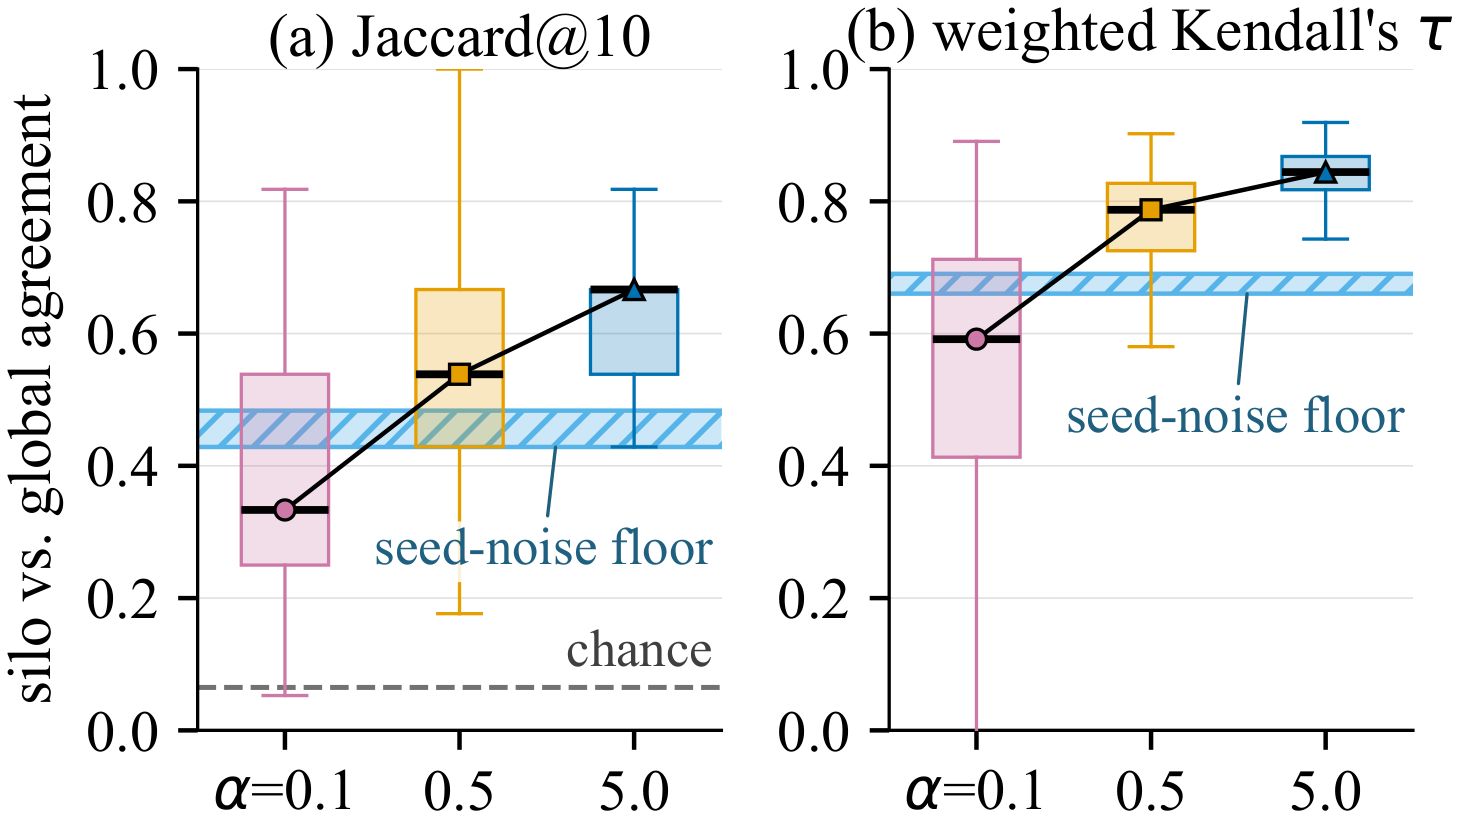 (a) Jaccard@10
silo vs. global agreement
1.0
0.8
0.6
0.4
0.2
0.0
seed-noise floor
chance
α=0.1
0.5
5.0
(b) weighted Kendall's τ
1.0
0.8
0.6
0.4
0.2
0.0
seed-noise floor
α=0.1
0.5
5.0